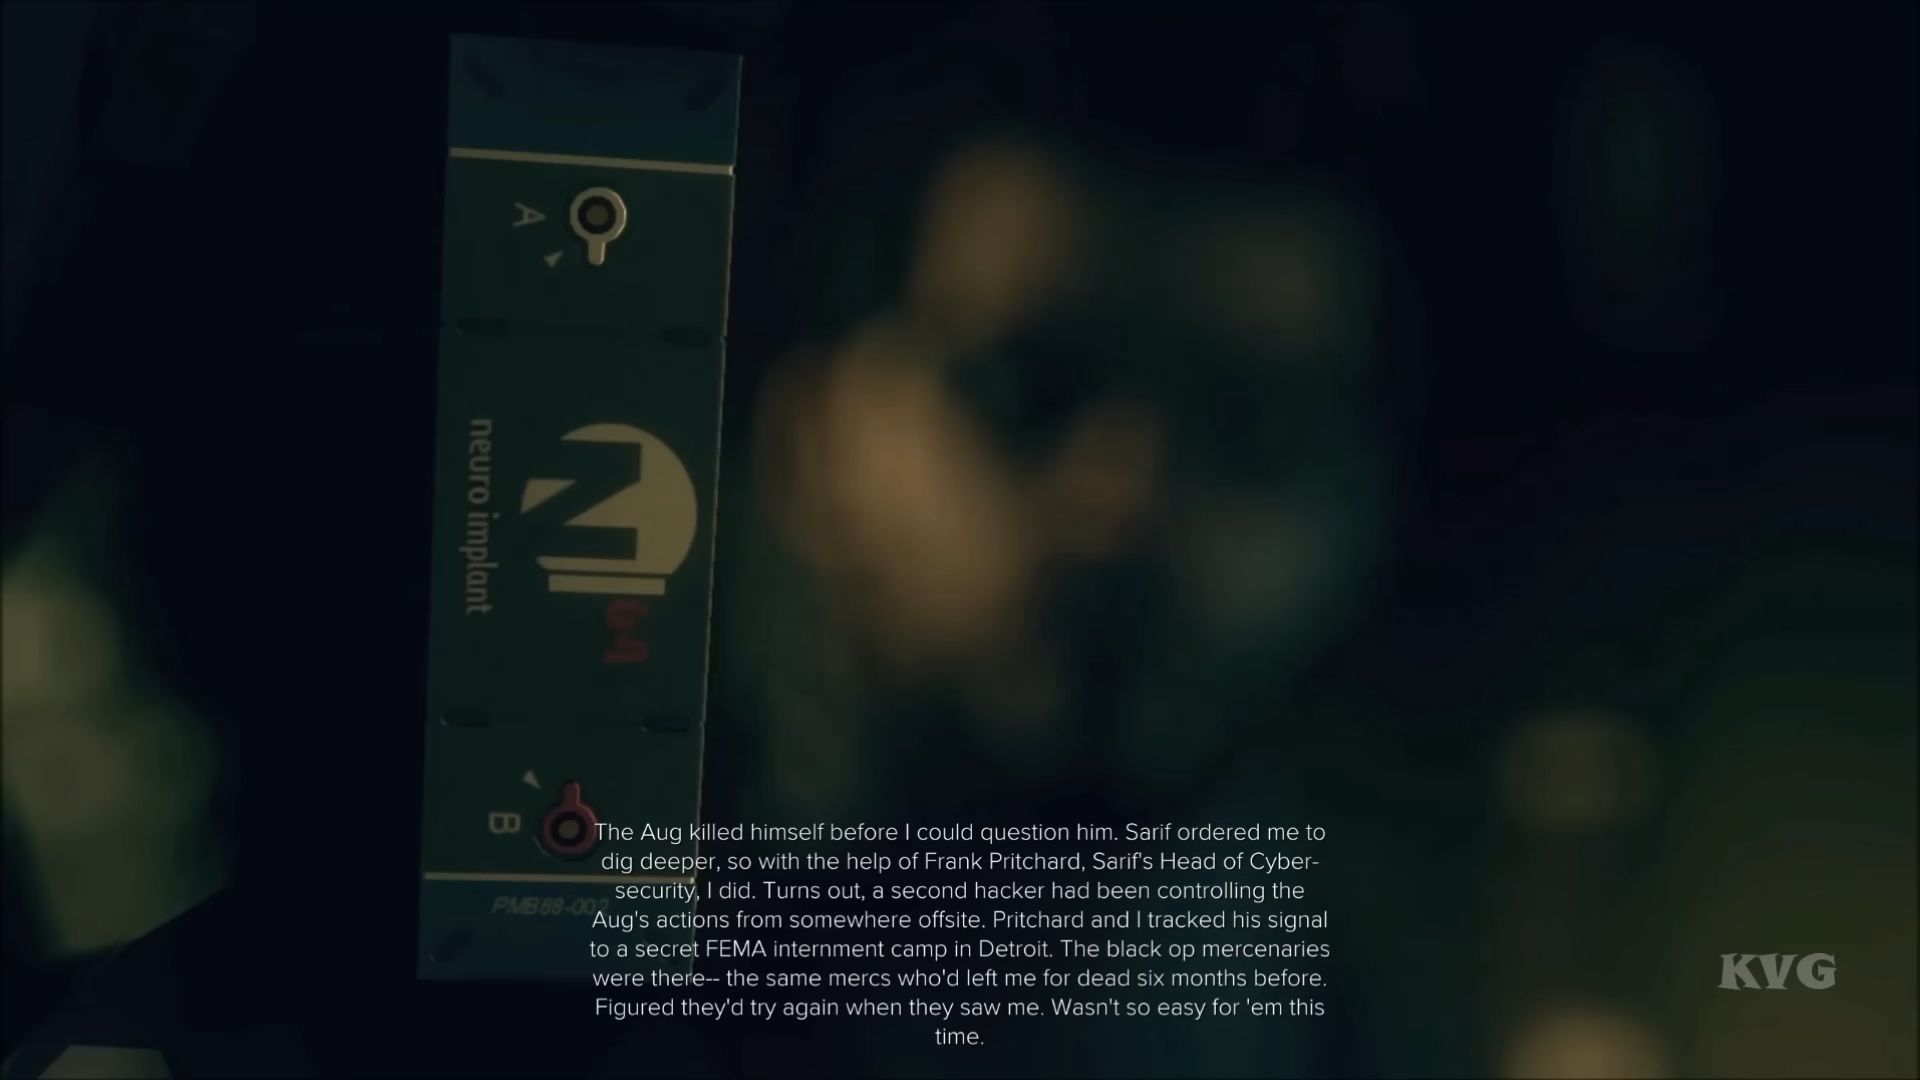 A
neuro implant
B
PMB88-002
The Aug killed himself before I could question him. Sarif ordered me to
dig deeper, so with the help of Frank Pritchard, Sarif's Head of Cyber-
security, I did. Turns out, a second hacker had been controlling the
Aug's actions from somewhere offsite. Pritchard and I tracked his signal
to a secret FEMA internment camp in Detroit. The black op mercenaries
were there-- the same mercs who'd left me for dead six months before.
Figured they'd try again when they saw me. Wasn't so easy for 'em this
time.
KVG